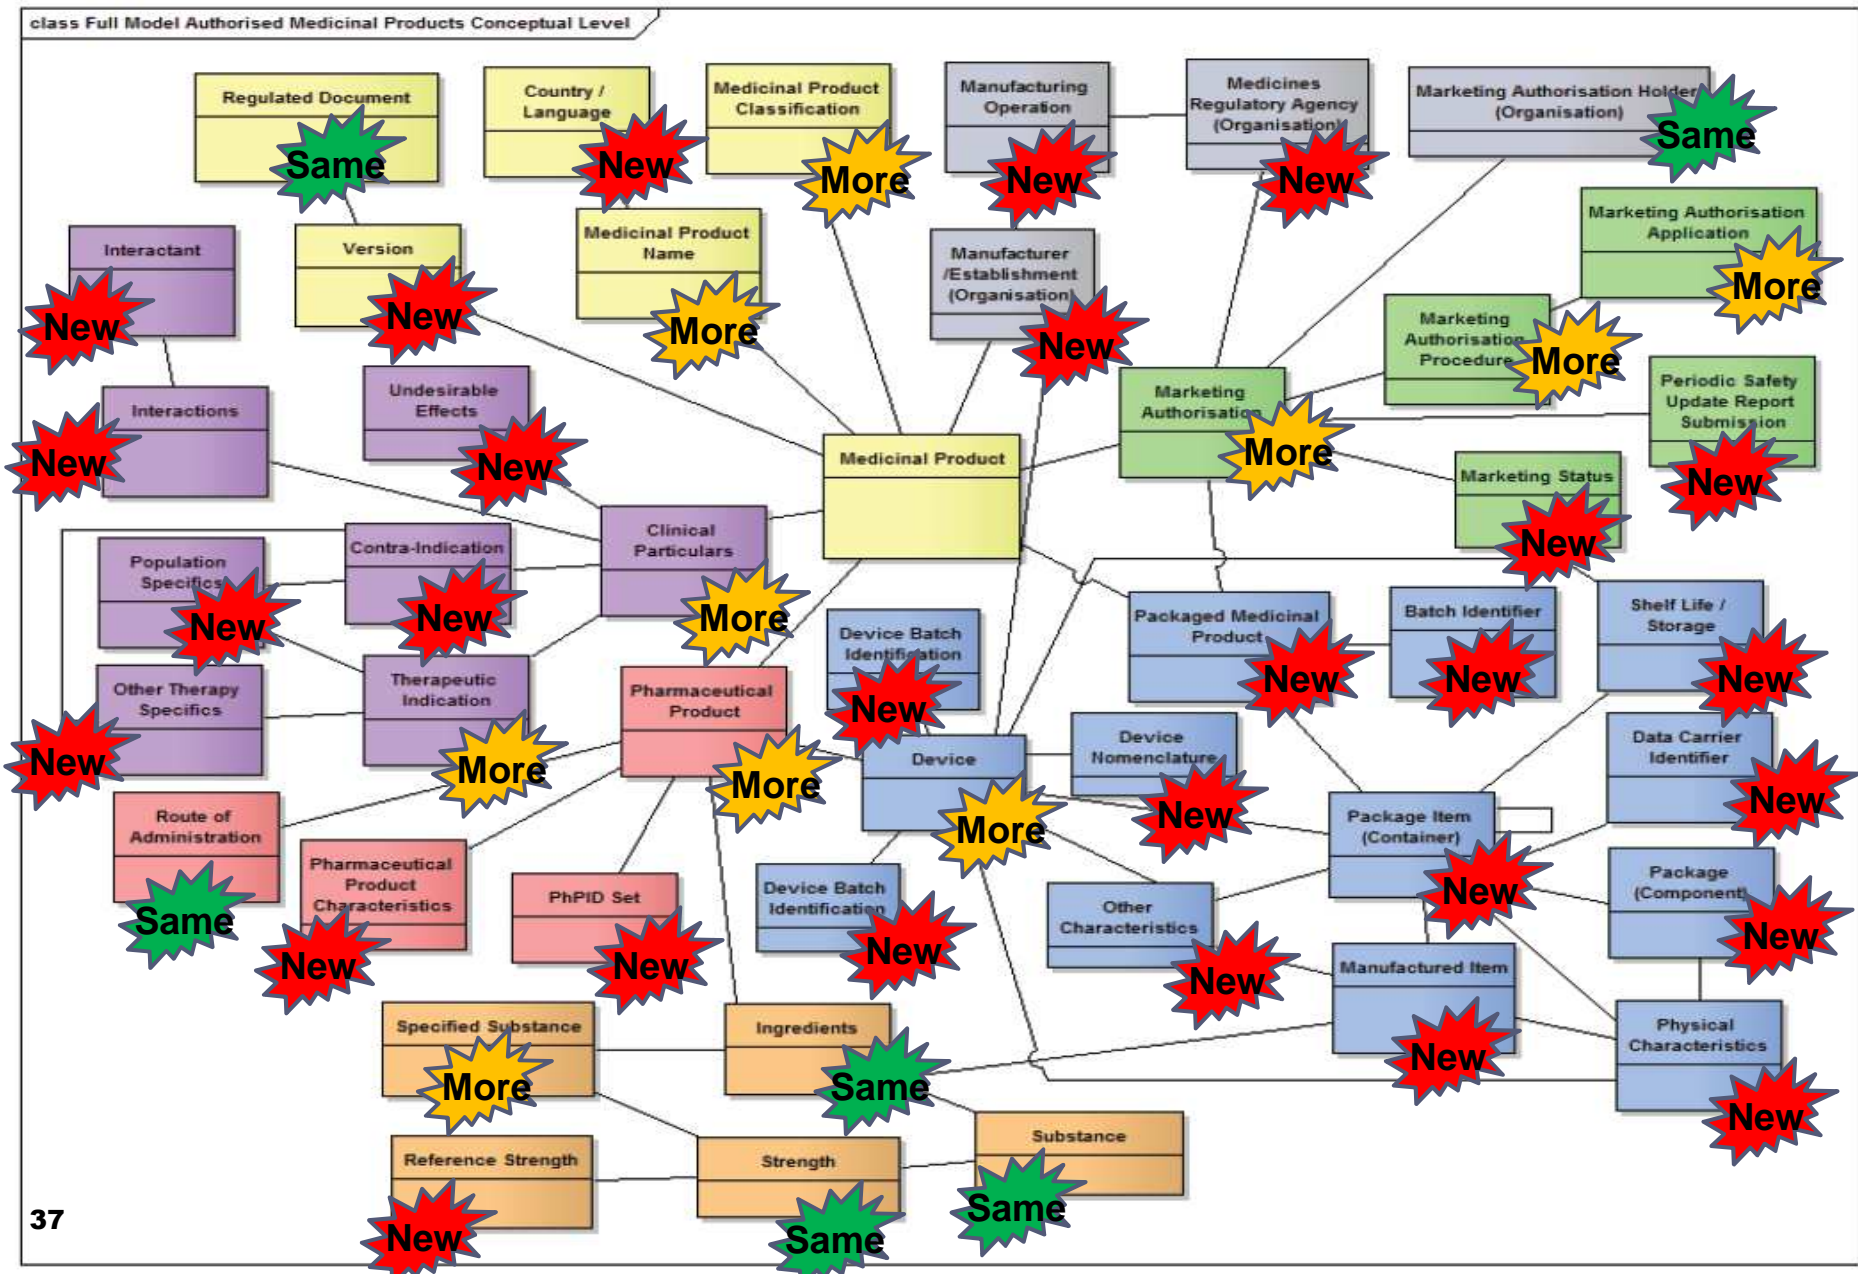 class Full Model Authorised Medicinal Products Conceptual Level
Regulated Document
Same
Country /
Language
New
Medicinal Product
Classification
More
Manufacturing
Operation
New
Medicines
Regulatory Agency
(Organisation)
New
Marketing Authorisation Holder
(Organisation)
Same
Interactant
New
Version
New
Medicinal Product
Name
More
Manufacturer
/Establishment
(Organisation)
New
Marketing Authorisation
Application
More
Marketing
Authorisation
Procedure
More
Interactions
New
Undesirable
Effects
New
Medicinal Product
Marketing
Authorisation
More
Periodic Safety
Update Report
Submission
New
Marketing Status
New
Population
Specifics
New
Contra-Indication
New
Clinical
Particulars
More
Device Batch
Identification
New
Packaged Medicinal
Product
New
Batch Identifier
New
Shelf Life /
Storage
New
Other Therapy
Specifics
New
Therapeutic
Indication
More
Pharmaceutical
Product
More
Device
More
Device
Nomenclature
New
Package Item
(Container)
New
Data Carrier
Identifier
New
Route of
Administration
Same
Pharmaceutical
Product
Characteristics
New
PhPID Set
New
Device Batch
Identification
New
Other
Characteristics
New
Package
(Component)
New
Manufactured Item
New
Physical
Characteristics
New
Specified Substance
More
Ingredients
Same
Reference Strength
New
Strength
Same
Substance
Same
37